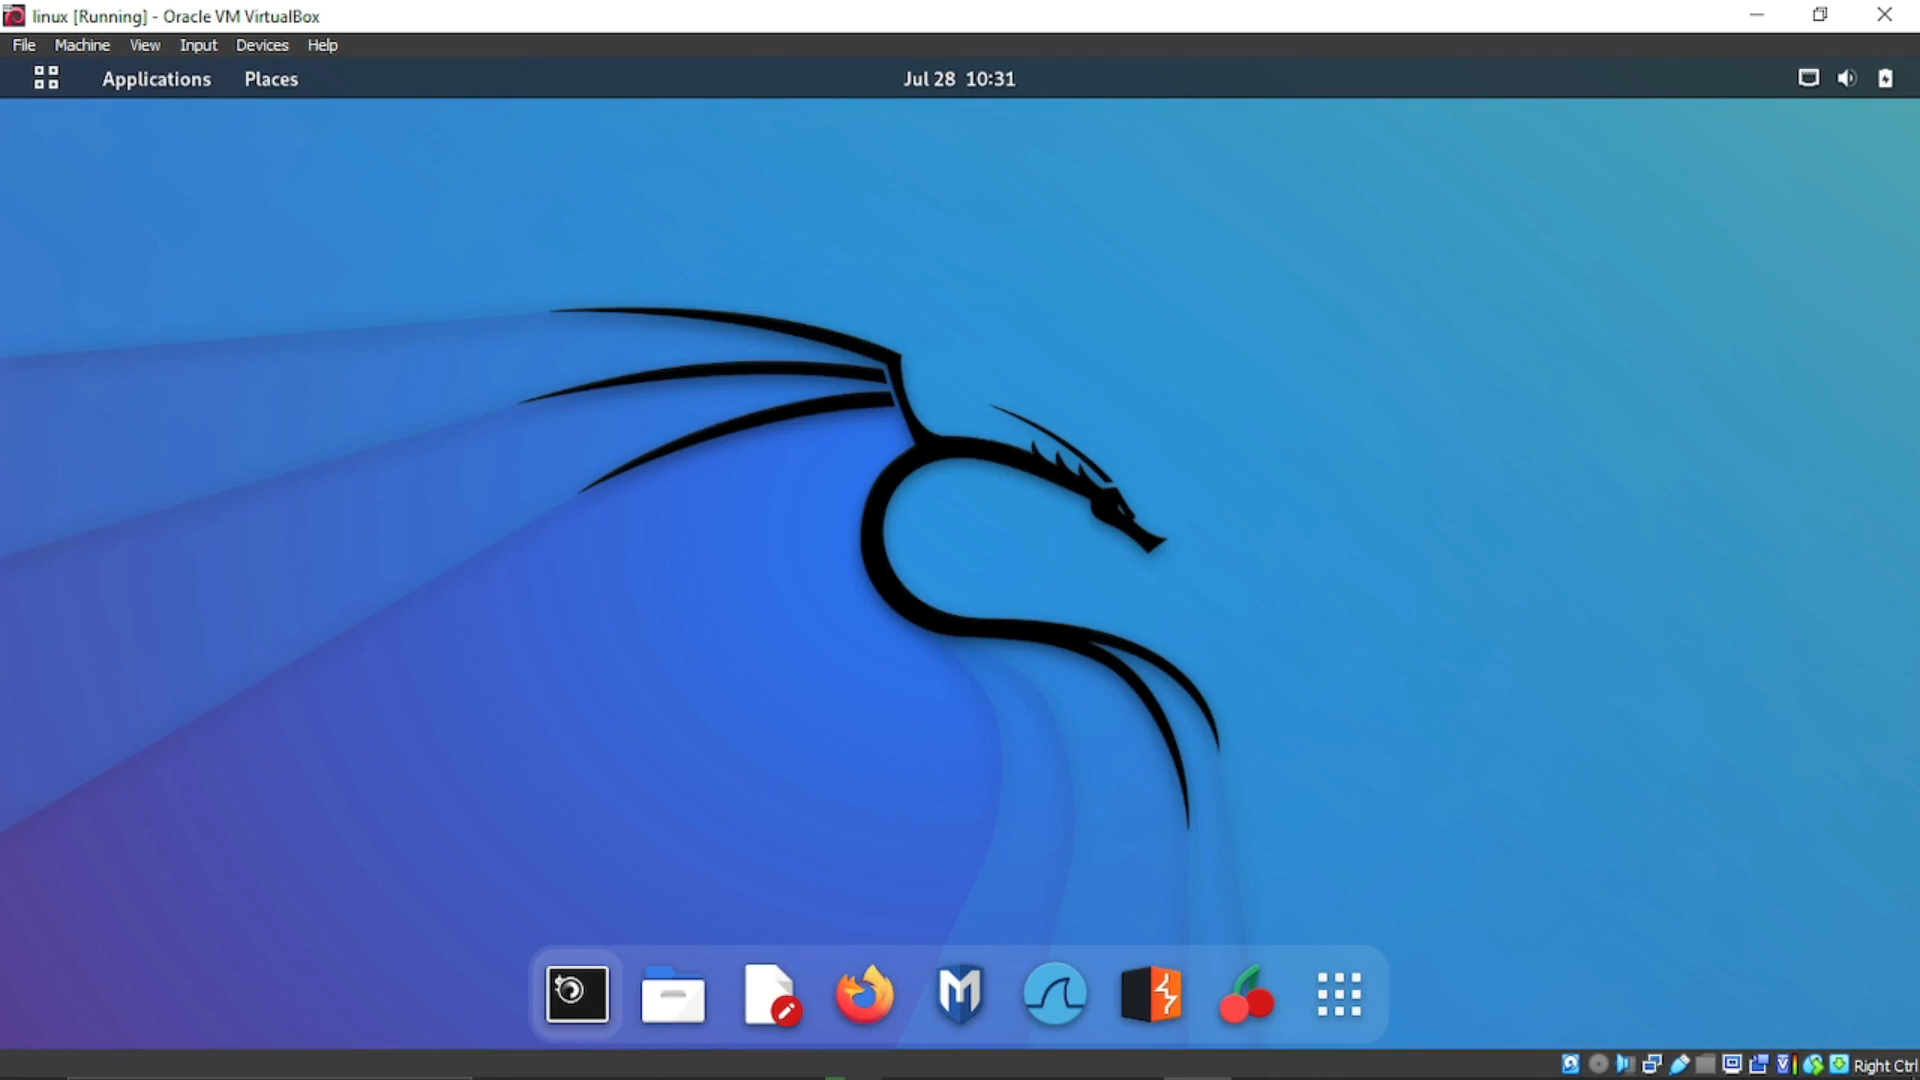 linux [Running] - Oracle VM VirtualBox
File Machine View Input Devices Help
Applications Places Jul 28 10:31
Right Ctrl